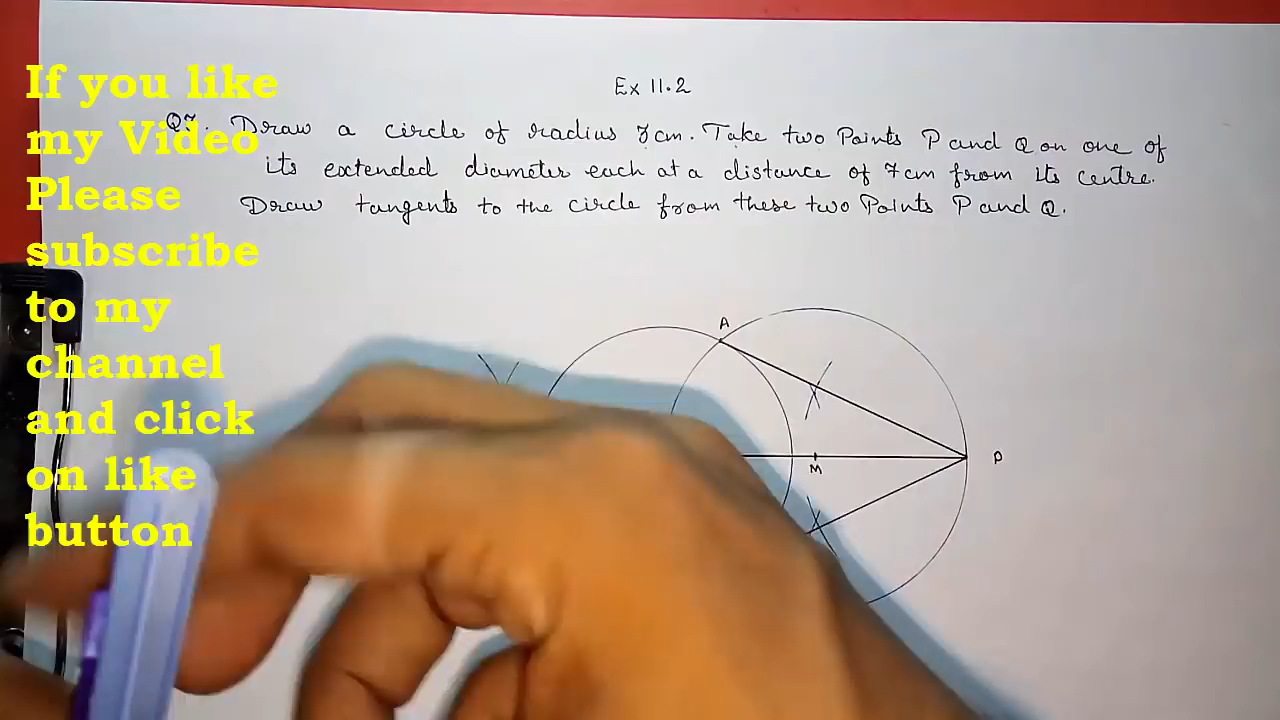 Ex 11.2
Q7. Draw a circle of radius 3cm. Take two Points P and Q on one of
its extended diameter each at a distance of 7cm from its centre.
Draw tangents to the circle from these two Points P and Q.
If you like
my Video
Please
subscribe
to my
channel
and click
on like
button
A
M
P